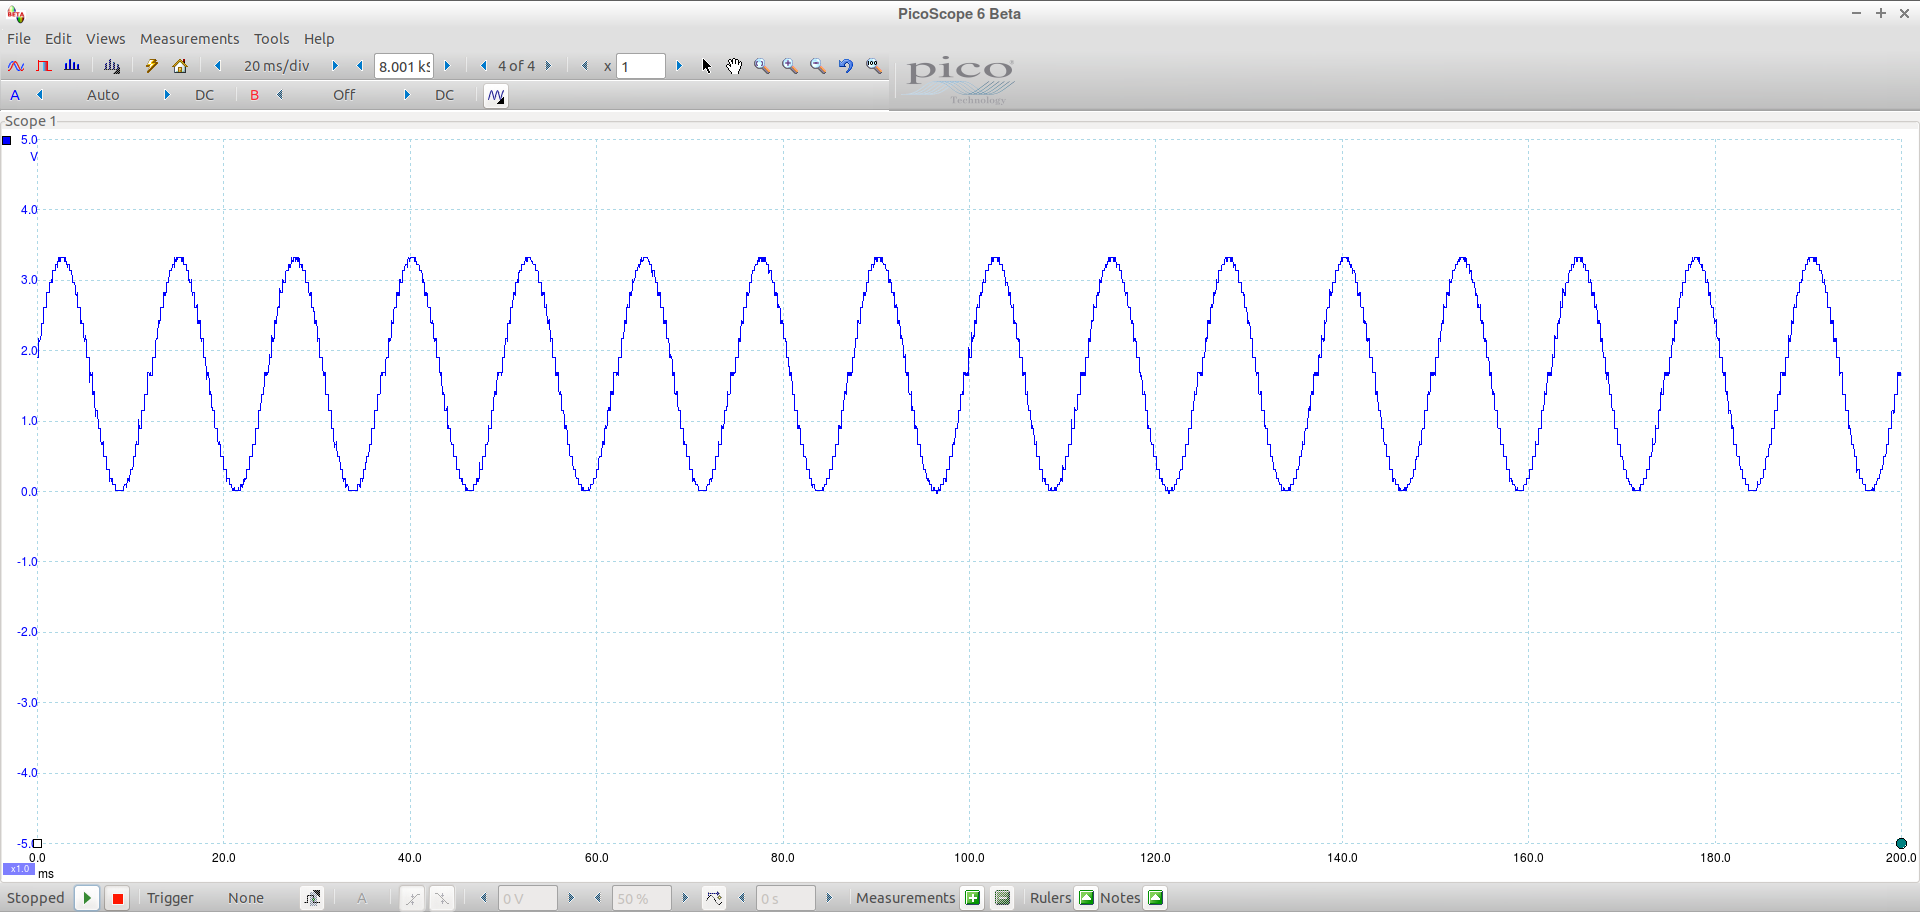 PicoScope 6 Beta
File Edit Views Measurements Tools Help
20 ms/div 8.001 kS 4 of 4 x 1
A Auto DC B Off DC
pico
Technology
BETA
Scope 1
5.0
V
4.0
3.0
2.0
1.0
0.0
-1.0
-2.0
-3.0
-4.0
-5.0
0.0 20.0 40.0 60.0 80.0 100.0 120.0 140.0 160.0 180.0 200.0
x1.0
ms
Stopped Trigger None A 0 V 50 % 0 s Measurements Rulers Notes